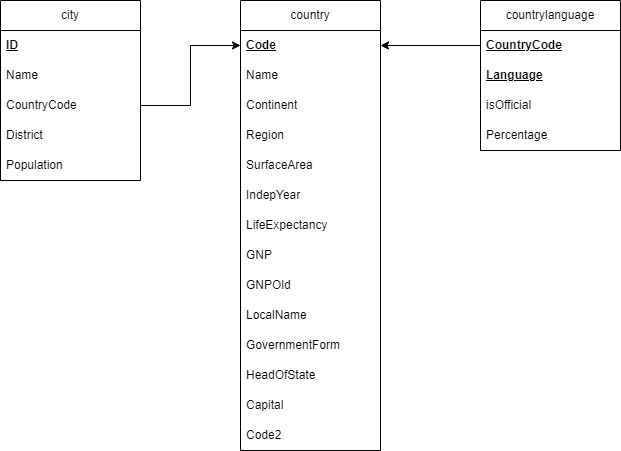 city
ID
Name
CountryCode
District
Population
country
Code
Name
Continent
Region
SurfaceArea
IndepYear
LifeExpectancy
GNP
GNPOld
LocalName
GovernmentForm
HeadOfState
Capital
Code2
countrylanguage
CountryCode
Language
isOfficial
Percentage